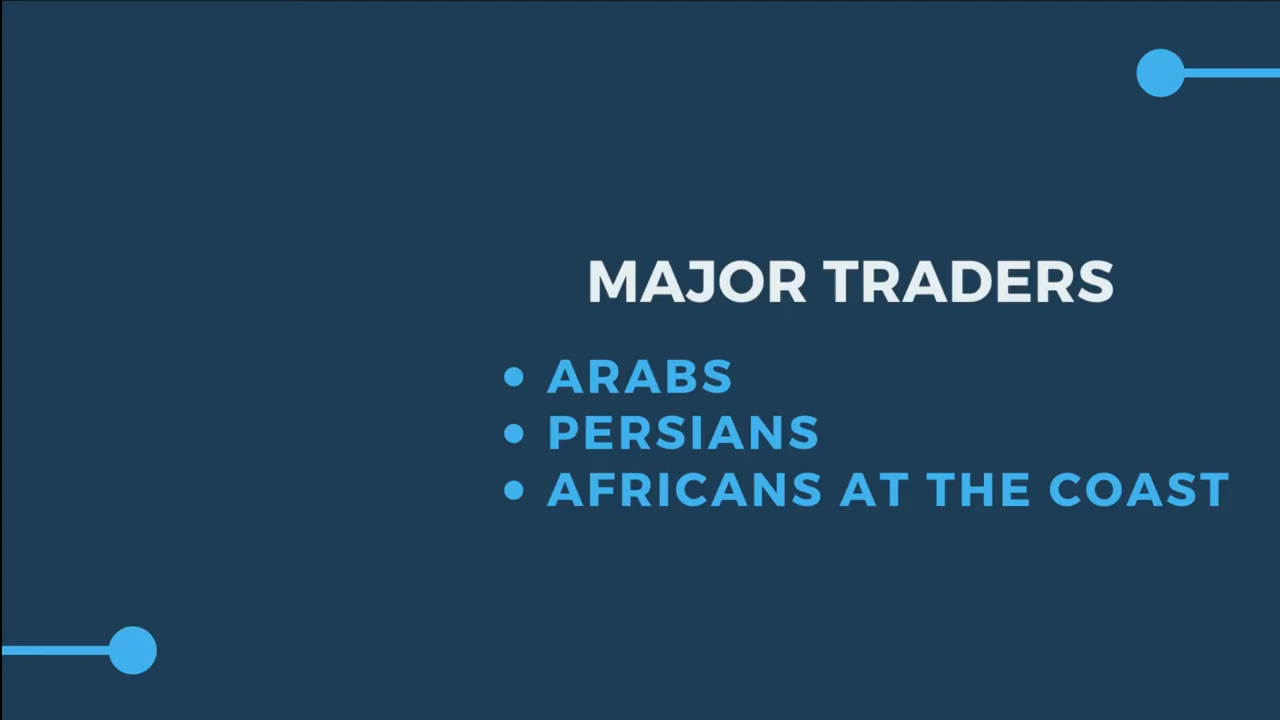 MAJOR TRADERS
• ARABS
• PERSIANS
• AFRICANS AT THE COAST